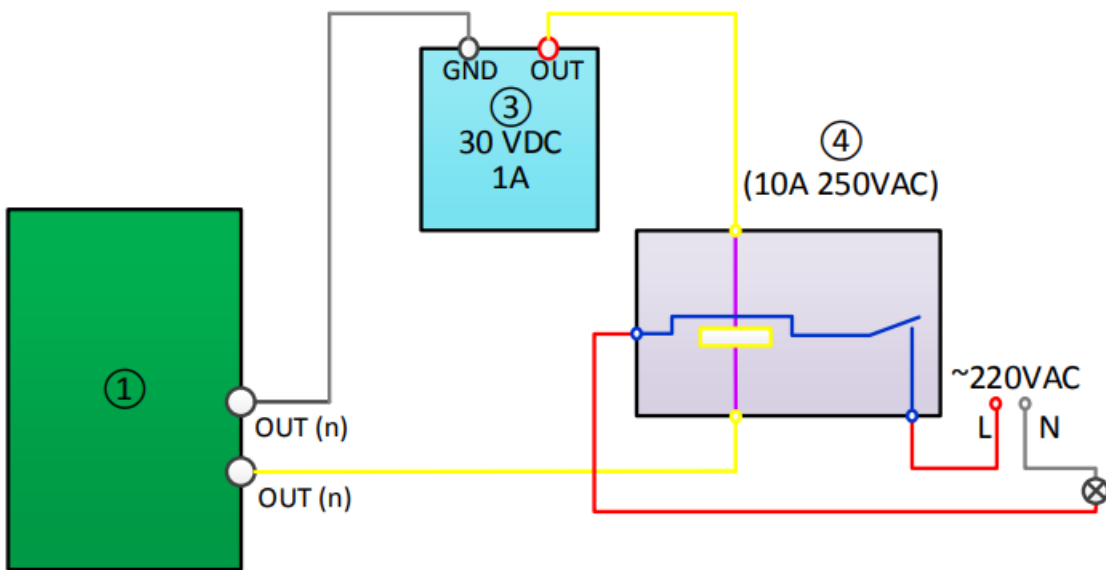 GND OUT
③
30 VDC
1A
④
(10A 250VAC)
①
OUT (n)
OUT (n)
~220VAC
L N